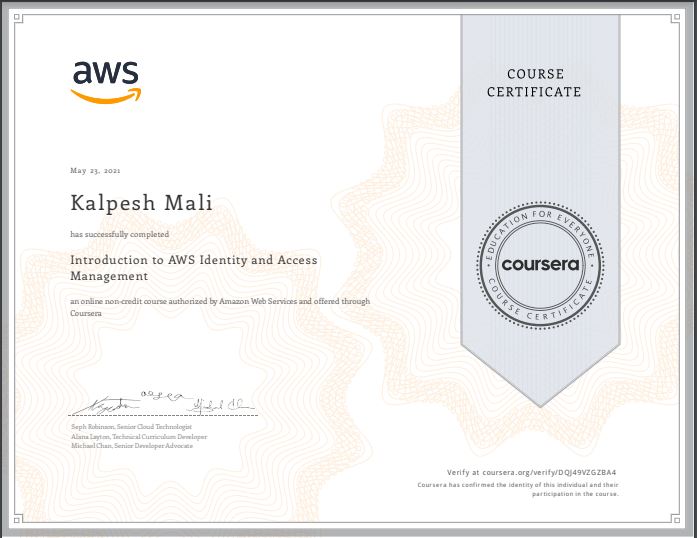 aws
COURSE
CERTIFICATE
May 23, 2021
Kalpesh Mali
has successfully completed
Introduction to AWS Identity and Access
Management
an online non-credit course authorized by Amazon Web Services and offered through
Coursera
EDUCATION FOR EVERYONE
coursera
COURSE CERTIFICATE
Seph Robinson, Senior Cloud Technologist
Alana Layton, Technical Curriculum Developer
Michael Chan, Senior Developer Advocate
Verify at coursera.org/verify/DQJ49VZGZBA4
Coursera has confirmed the identity of this individual and their
participation in the course.